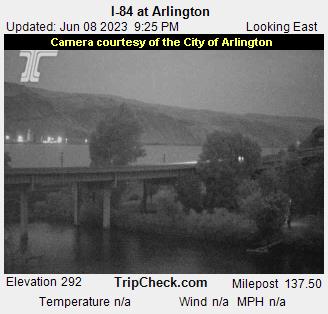 I-84 at Arlington
Updated: Jun 08 2023 9:25 PM Looking East
Camera courtesy of the City of Arlington
Elevation 292 TripCheck.com Milepost 137.50
Temperature n/a Wind n/a MPH n/a